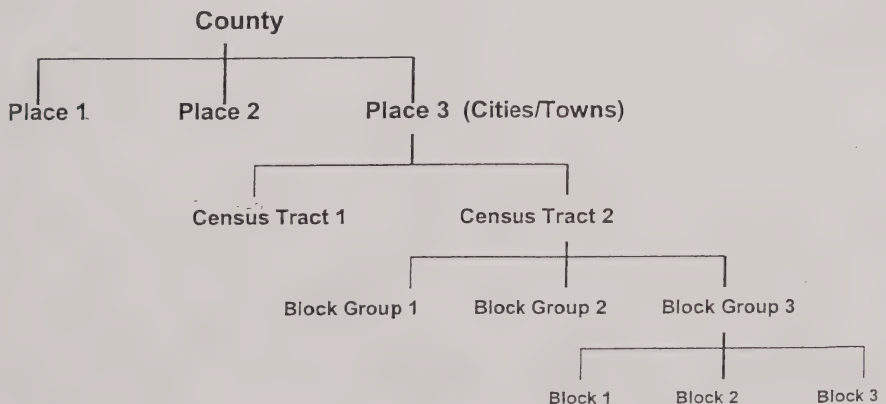 County
Place 1 Place 2 Place 3 (Cities/Towns)
Census Tract 1 Census Tract 2
Block Group 1 Block Group 2 Block Group 3
Block 1 Block 2 Block 3